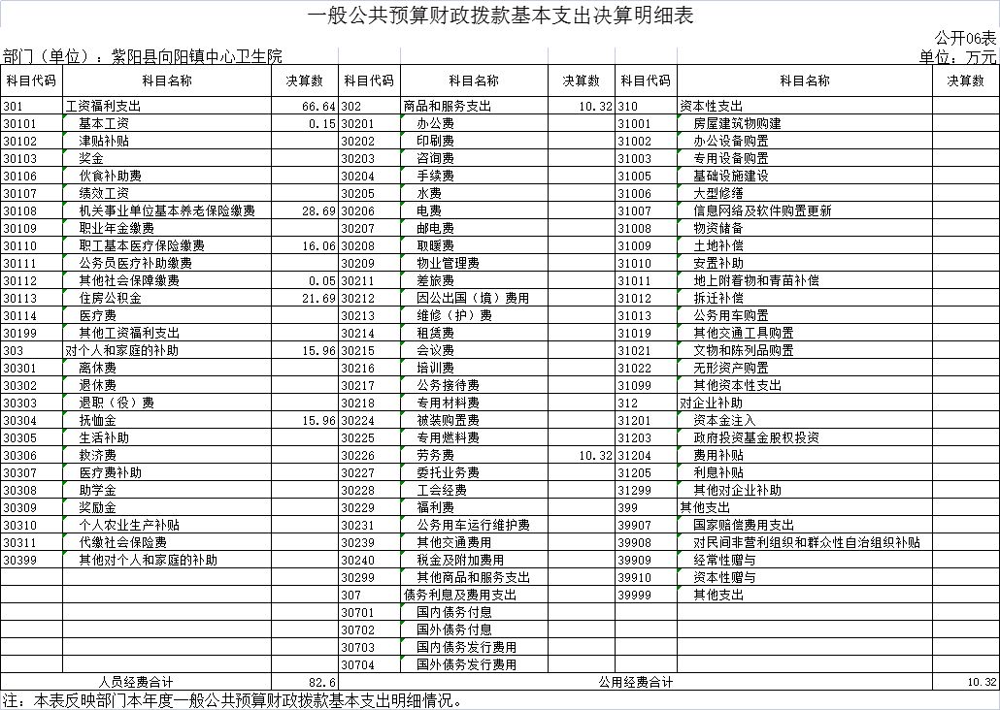 一般公共预算财政拨款基本支出决算明细表
公开06表
部门（单位）：紫阳县向阳镇中心卫生院 单位：万元
科目代码 科目名称 决算数 科目代码 科目名称 决算数 科目代码 科目名称 决算数
301 工资福利支出 66.64 302 商品和服务支出 10.32 310 资本性支出
30101 基本工资 0.15 30201 办公费 31001 房屋建筑物购建
30102 津贴补贴 30202 印刷费 31002 办公设备购置
30103 奖金 30203 咨询费 31003 专用设备购置
30106 伙食补助费 30204 手续费 31005 基础设施建设
30107 绩效工资 30205 水费 31006 大型修缮
30108 机关事业单位基本养老保险缴费 28.69 30206 电费 31007 信息网络及软件购置更新
30109 职业年金缴费 30207 邮电费 31008 物资储备
30110 职工基本医疗保险缴费 16.06 30208 取暖费 31009 土地补偿
30111 公务员医疗补助缴费 30209 物业管理费 31010 安置补助
30112 其他社会保障缴费 0.05 30211 差旅费 31011 地上附着物和青苗补偿
30113 住房公积金 21.69 30212 因公出国（境）费用 31012 拆迁补偿
30114 医疗费 30213 维修（护）费 31013 公务用车购置
30199 其他工资福利支出 30214 租赁费 31019 其他交通工具购置
303 对个人和家庭的补助 15.96 30215 会议费 31021 文物和陈列品购置
30301 离休费 30216 培训费 31022 无形资产购置
30302 退休费 30217 公务接待费 31099 其他资本性支出
30303 退职（役）费 30218 专用材料费 312 对企业补助
30304 抚恤金 15.96 30224 被装购置费 31201 资本金注入
30305 生活补助 30225 专用燃料费 31203 政府投资基金股权投资
30306 救济费 30226 劳务费 10.32 31204 费用补贴
30307 医疗费补助 30227 委托业务费 31205 利息补贴
30308 助学金 30228 工会经费 31299 其他对企业补助
30309 奖励金 30229 福利费 399 其他支出
30310 个人农业生产补贴 30231 公务用车运行维护费 39907 国家赔偿费用支出
30311 代缴社会保险费 30239 其他交通费用 39908 对民间非营利组织和群众性自治组织补贴
30399 其他对个人和家庭的补助 30240 税金及附加费用 39909 经常性赠与
30299 其他商品和服务支出 39910 资本性赠与
307 债务利息及费用支出 39999 其他支出
30701 国内债务付息
30702 国外债务付息
30703 国内债务发行费用
30704 国外债务发行费用
人员经费合计 82.6 公用经费合计 10.32
注：本表反映部门本年度一般公共预算财政拨款基本支出明细情况。